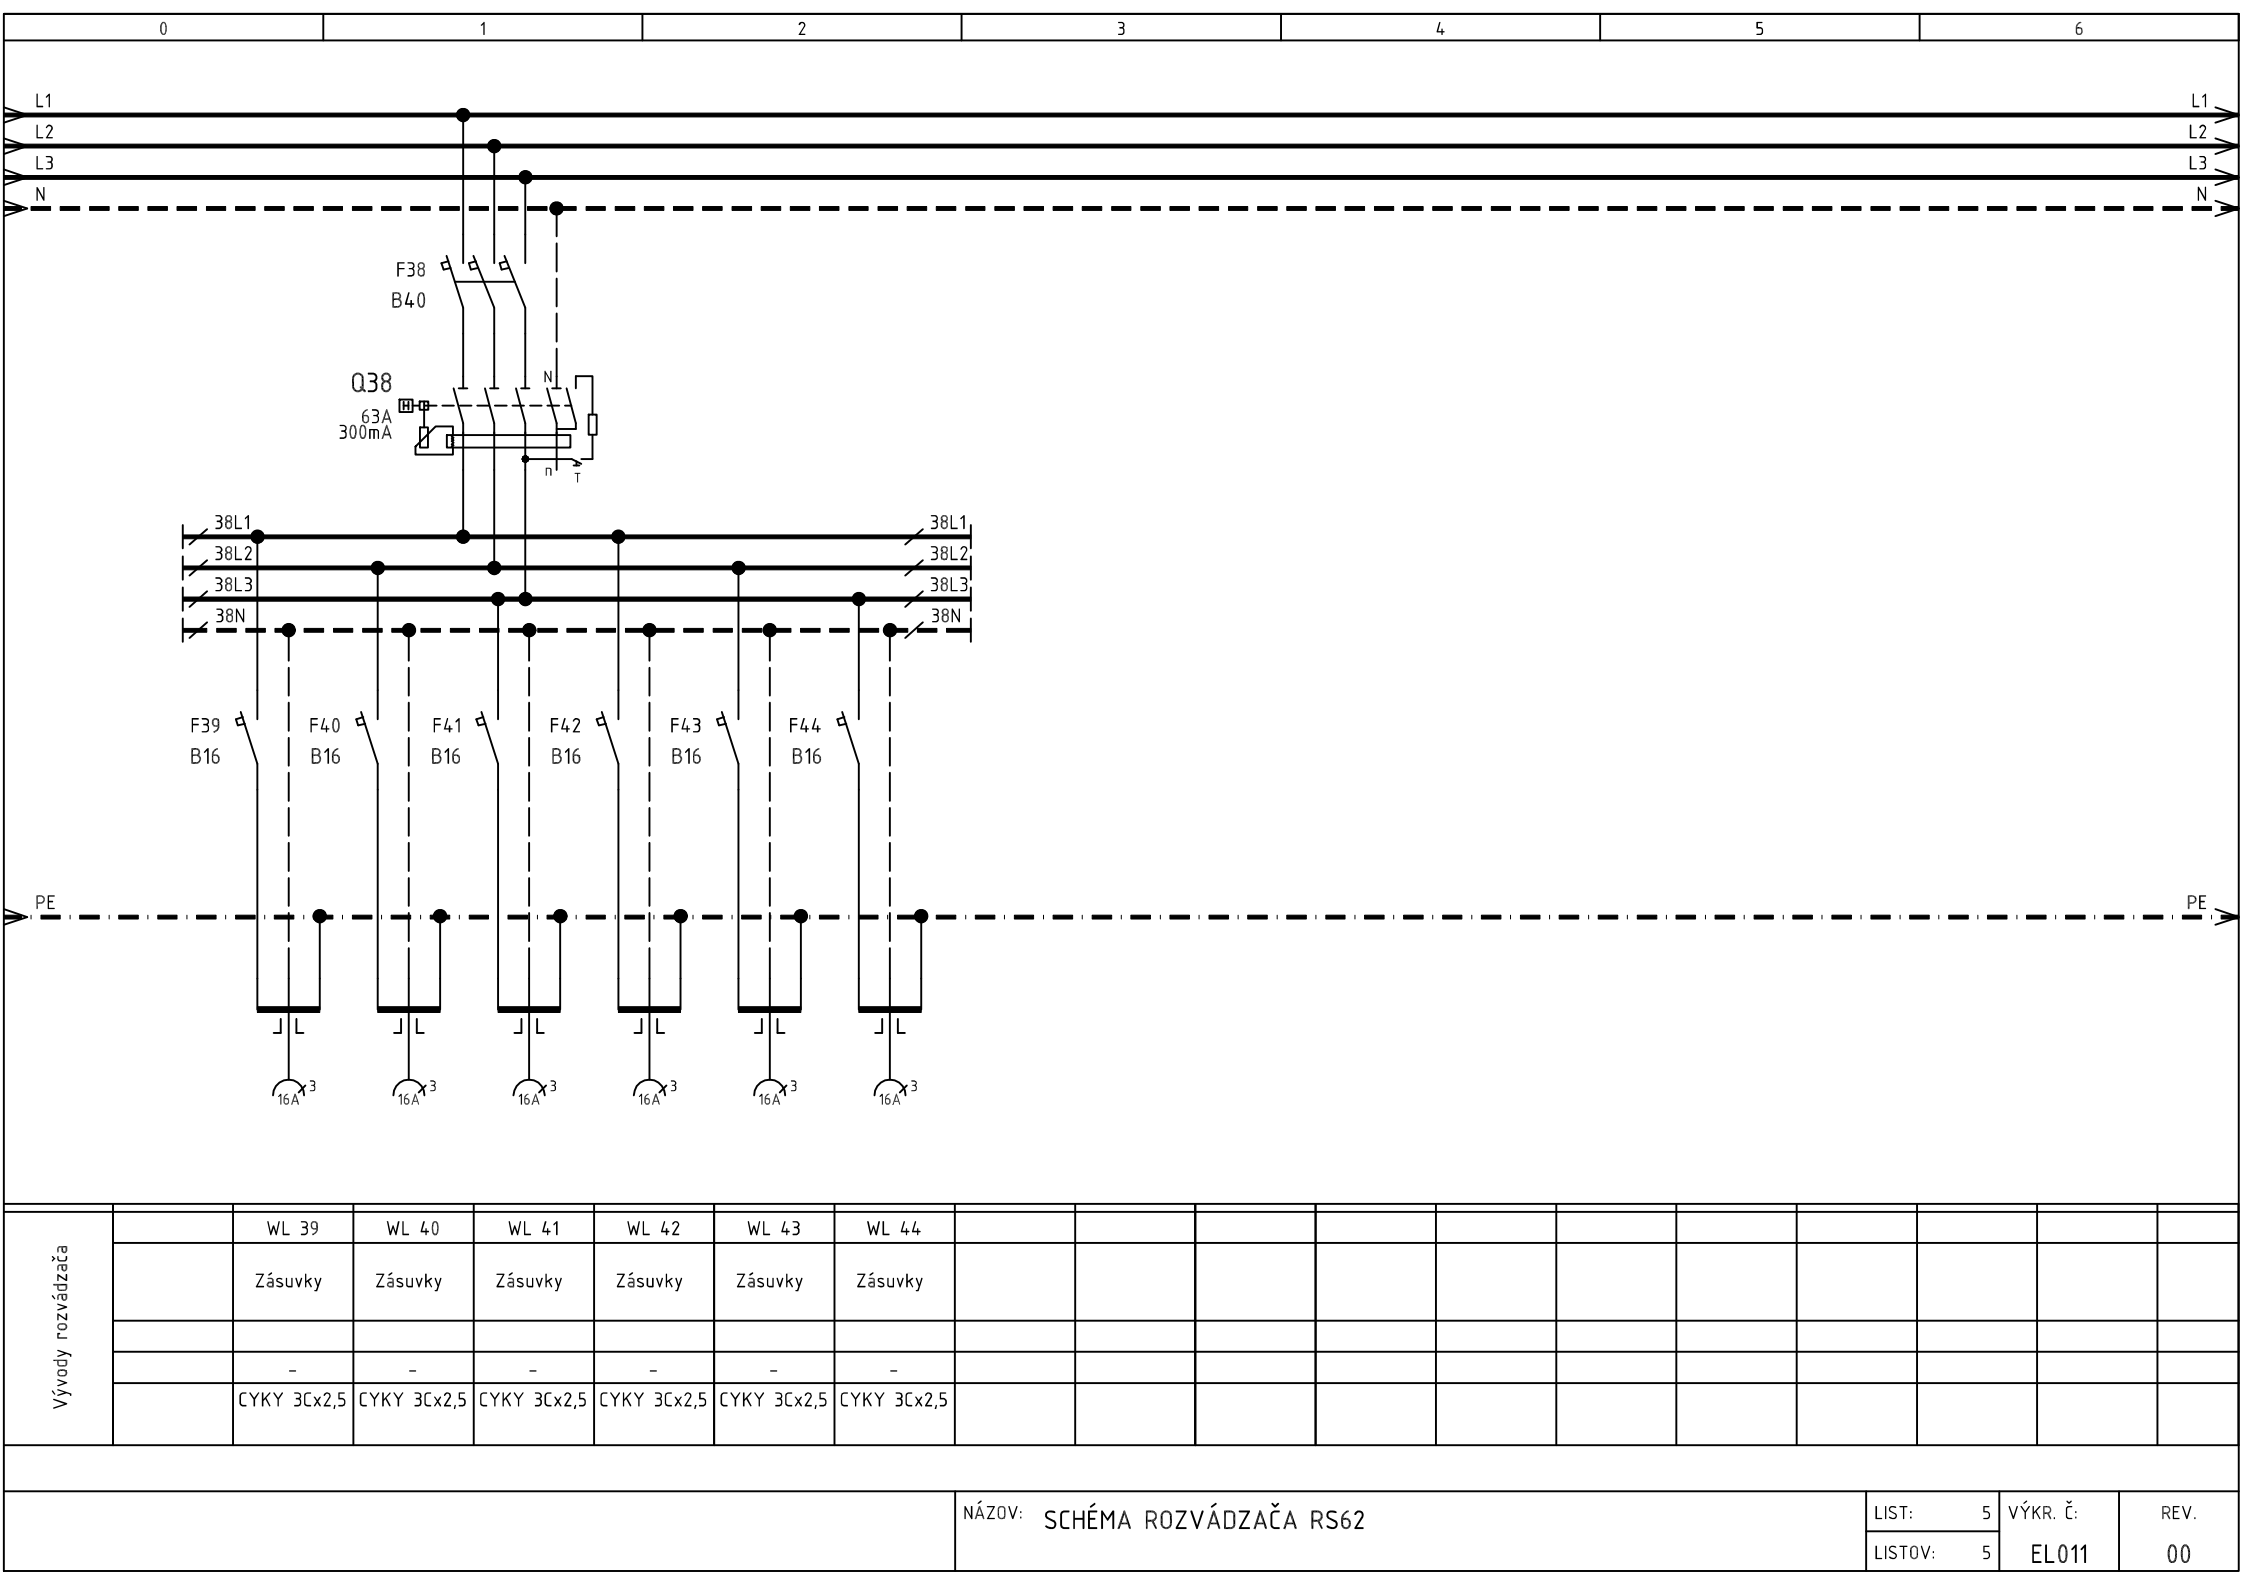 0 1 2 3 4 5 6
L1 L1
L2 L2
L3 L3
N N
F38
B40
Q38
63A
300mA
N
H
n
T
38L1 38L1
38L2 38L2
38L3 38L3
38N 38N
F39 F40 F41 F42 F43 F44
B16 B16 B16 B16 B16 B16
PE PE
3 3 3 3 3 3
16A 16A 16A 16A 16A 16A
Vývody rozvádzača
WL 39 WL 40 WL 41 WL 42 WL 43 WL 44
Zásuvky Zásuvky Zásuvky Zásuvky Zásuvky Zásuvky
- - - - - -
CYKY 3Cx2,5 CYKY 3Cx2,5 CYKY 3Cx2,5 CYKY 3Cx2,5 CYKY 3Cx2,5 CYKY 3Cx2,5
NÁZOV: SCHÉMA ROZVÁDZAČA RS62
LIST: 5 VÝKR. Č: REV.
LISTOV: 5 EL011 00